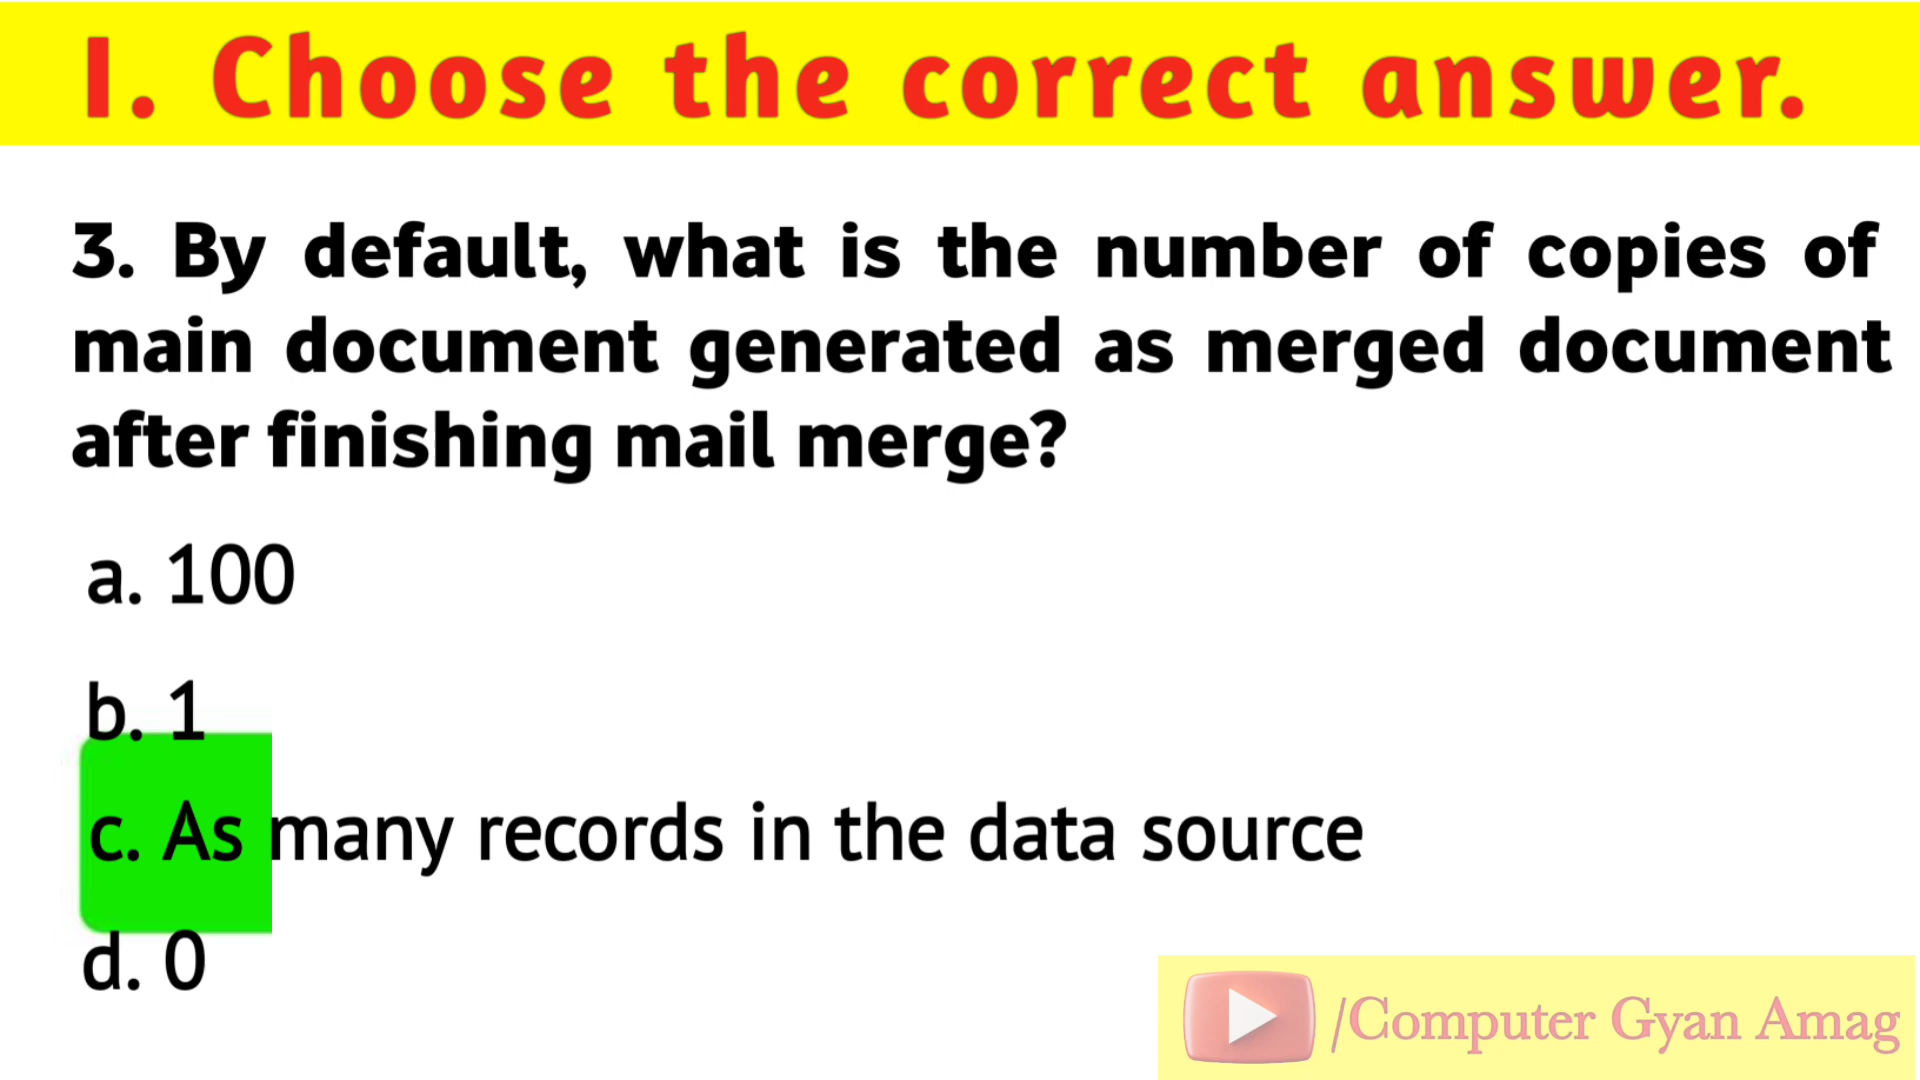 I. Choose the correct answer.
3. By default, what is the number of copies of
main document generated as merged document
after finishing mail merge?
a. 100
b. 1
c. As many records in the data source
d. 0
/Computer Gyan Amag